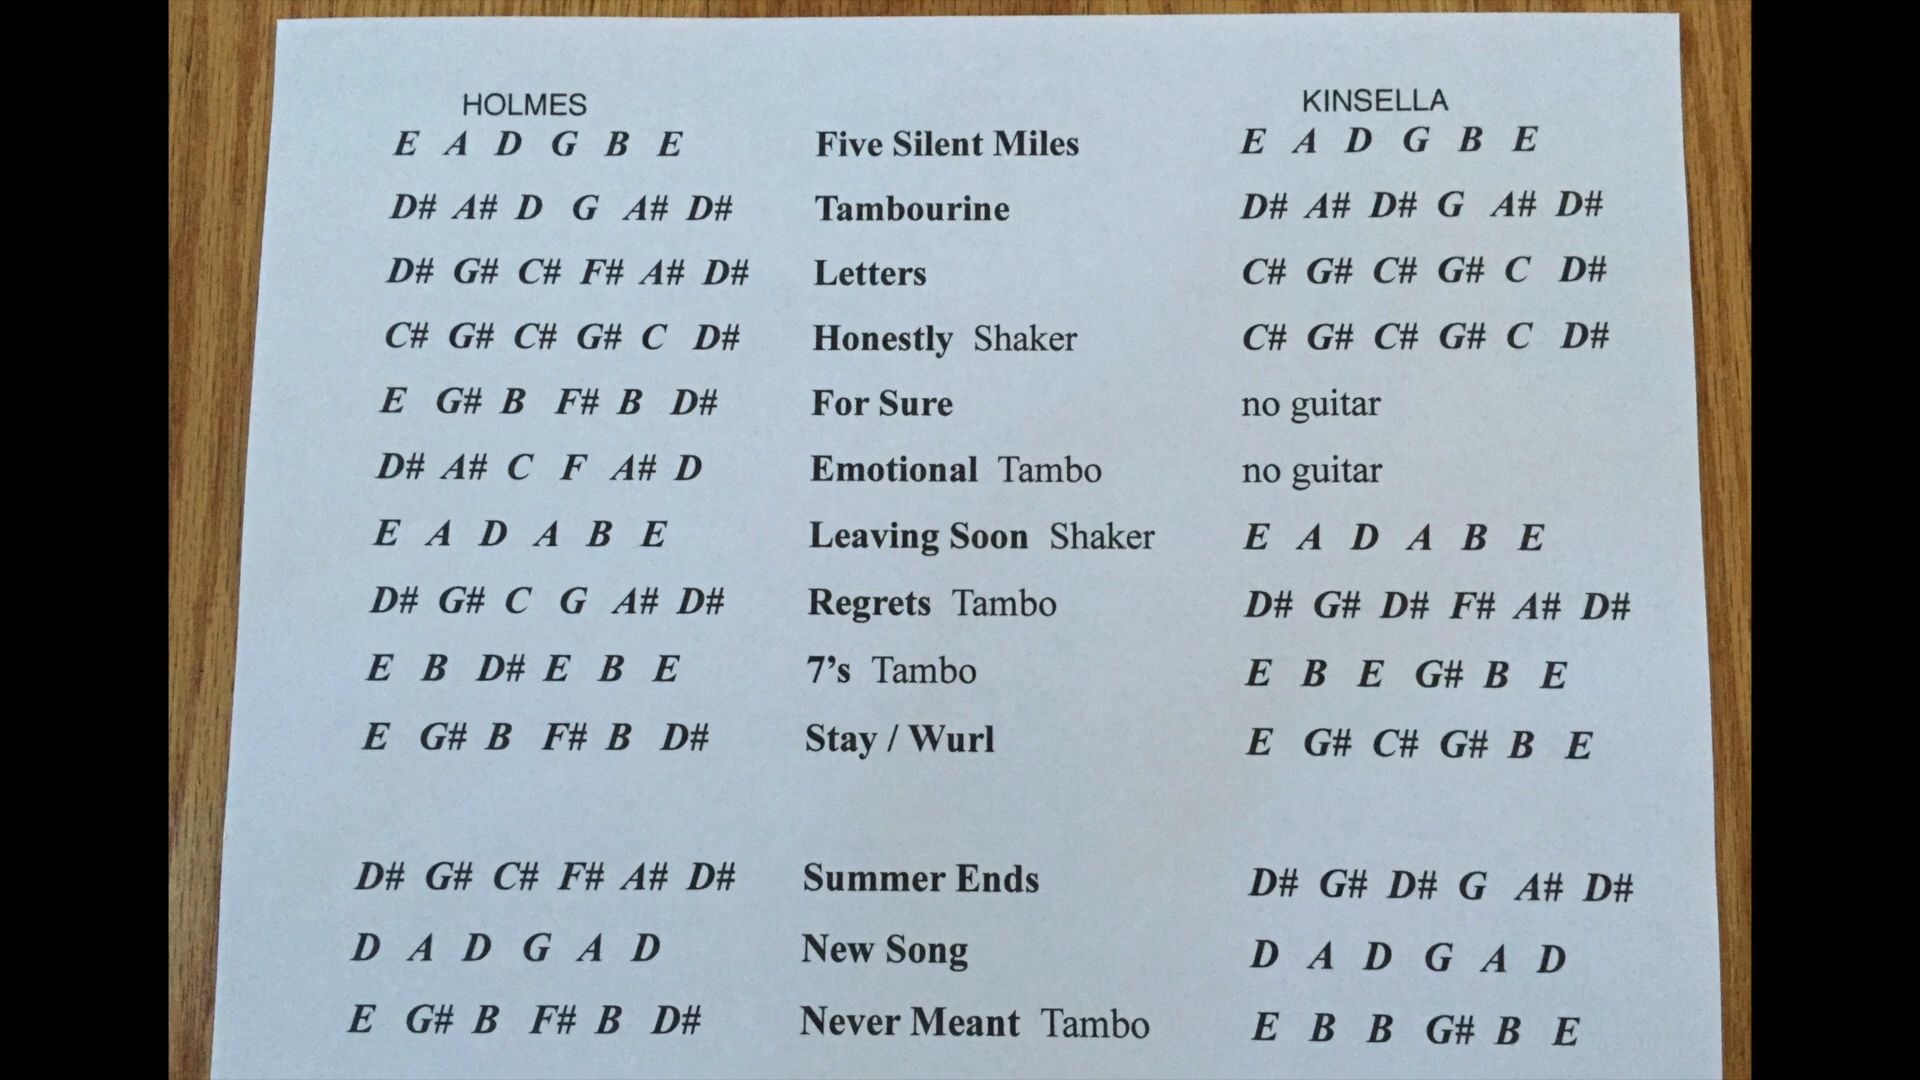 HOLMES KINSELLA
E A D G B E Five Silent Miles E A D G B E
D# A# D G A# D# Tambourine D# A# D# G A# D#
D# G# C# F# A# D# Letters C# G# C# G# C D#
C# G# C# G# C D# Honestly Shaker C# G# C# G# C D#
E G# B F# B D# For Sure no guitar
D# A# C F A# D Emotional Tambo no guitar
E A D A B E Leaving Soon Shaker E A D A B E
D# G# C G A# D# Regrets Tambo D# G# D# F# A# D#
E B D# E B E 7’s Tambo E B E G# B E
E G# B F# B D# Stay / Wurl E G# C# G# B E
D# G# C# F# A# D# Summer Ends D# G# D# G A# D#
D A D G A D New Song D A D G A D
E G# B F# B D# Never Meant Tambo E B B G# B E